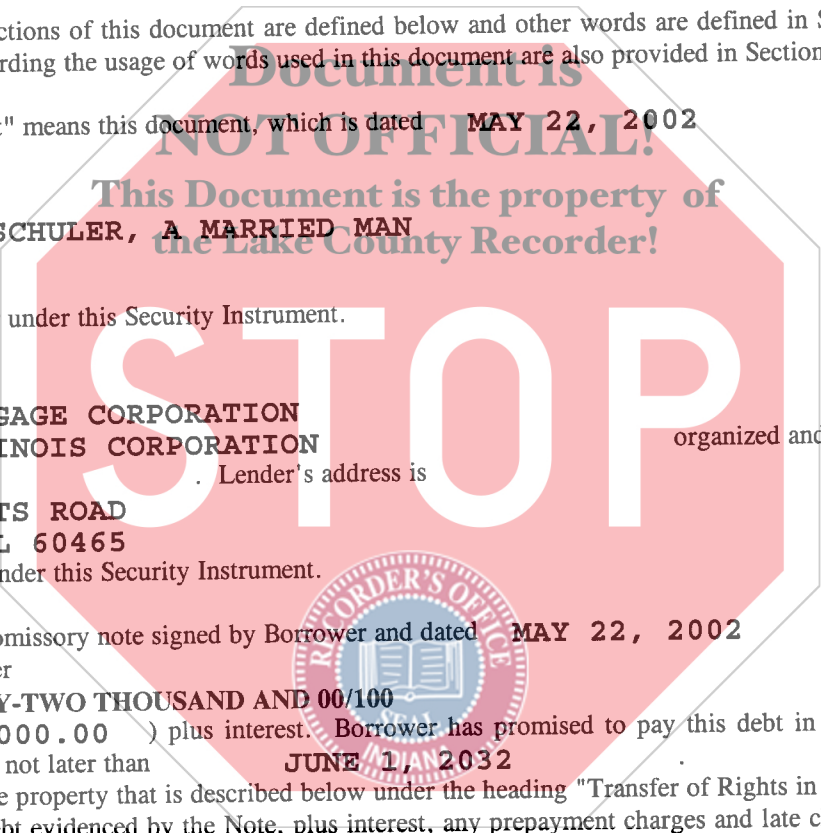 ctions of this document are defined below and other words are defined in S
rding the usage of words used in this document are also provided in Section
Document is
" means this document, which is dated MAY 22, 2002
NOT OFFICIAL!
This Document is the property of
SCHULER, A MARRIED MAN
the Lake County Recorder!
under this Security Instrument.
STOP
GAGE CORPORATION
INOIS CORPORATION organized and
. Lender's address is
TS ROAD
L 60465
nder this Security Instrument.
RECORDER'S OFFICE
omissory note signed by Borrower and dated MAY 22, 2002
er
Y-TWO THOUSAND AND 00/100
SEAL
000.00 ) plus interest. Borrower has promised to pay this debt in
INDIANA
not later than JUNE 1, 2032 .
e property that is described below under the heading "Transfer of Rights in
bt evidenced by the Note, plus interest, any prepayment charges and late c